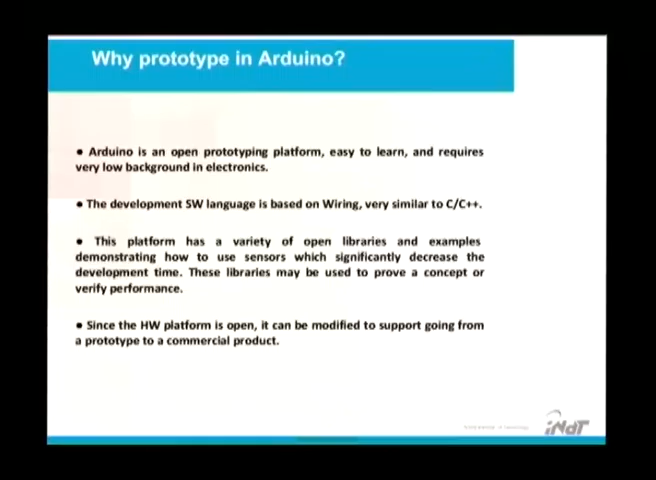 Why prototype in Arduino?
• Arduino is an open prototyping platform, easy to learn, and requires
very low background in electronics.
• The development SW language is based on Wiring, very similar to C/C++.
• This platform has a variety of open libraries and examples
demonstrating how to use sensors which significantly decrease the
development time. These libraries may be used to prove a concept or
verify performance.
• Since the HW platform is open, it can be modified to support going from
a prototype to a commercial product.
iNdT